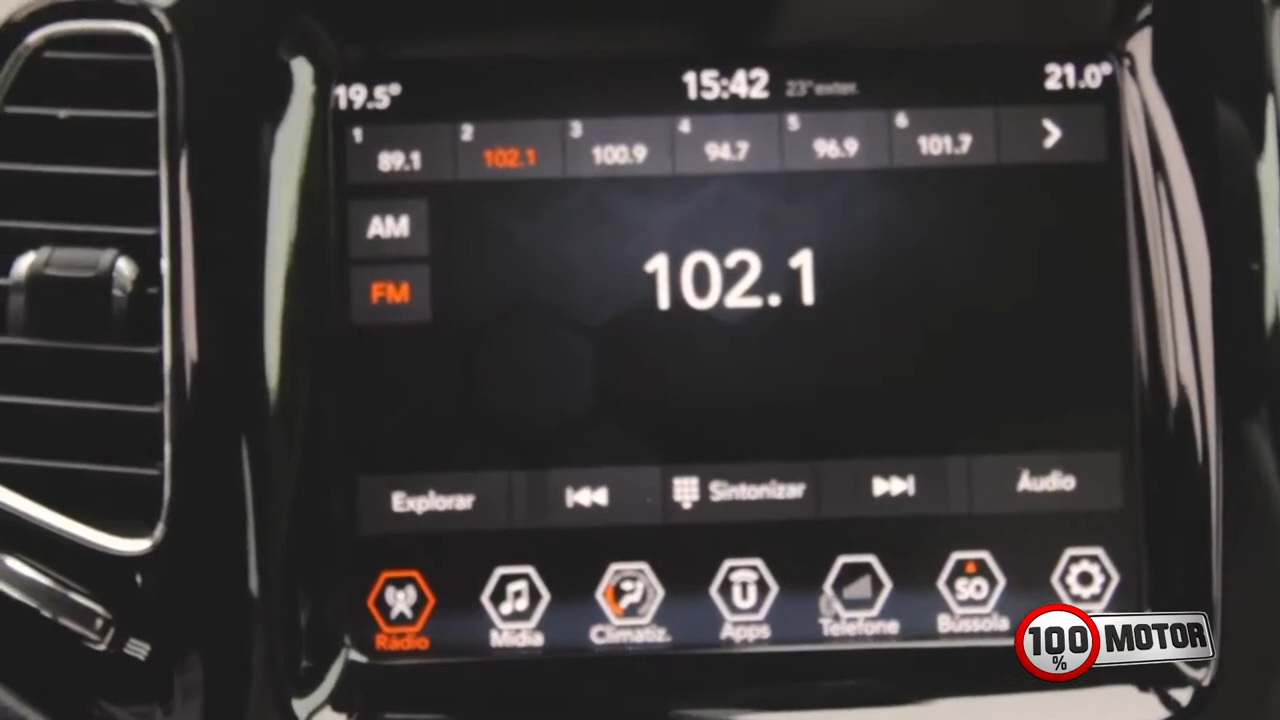 19.5° 15:42 23°exter. 21.0°
1 2 3 4 5 6
89.1 102.1 100.9 94.7 96.9 101.7
AM
102.1
FM
Explorar Sintonizar Áudio
SO
Rádio Mídia Climatiz. Apps Telefone Bússola
100% MOTOR